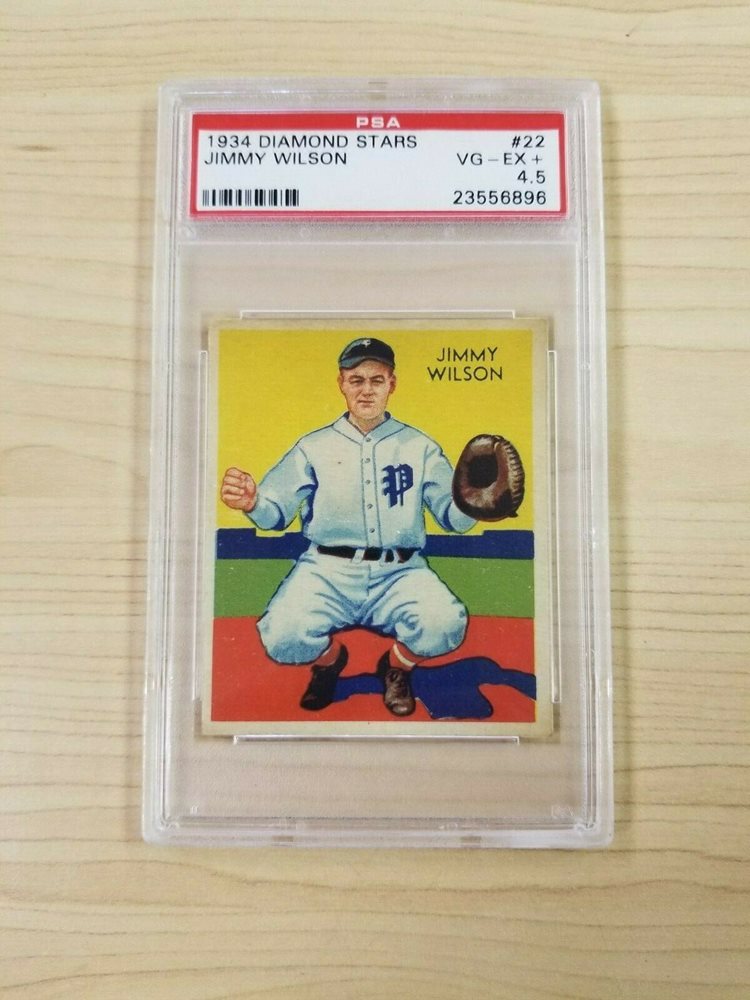 PSA
1934 DIAMOND STARS #22
JIMMY WILSON VG-EX+
4.5
23556896
JIMMY
WILSON
P
P